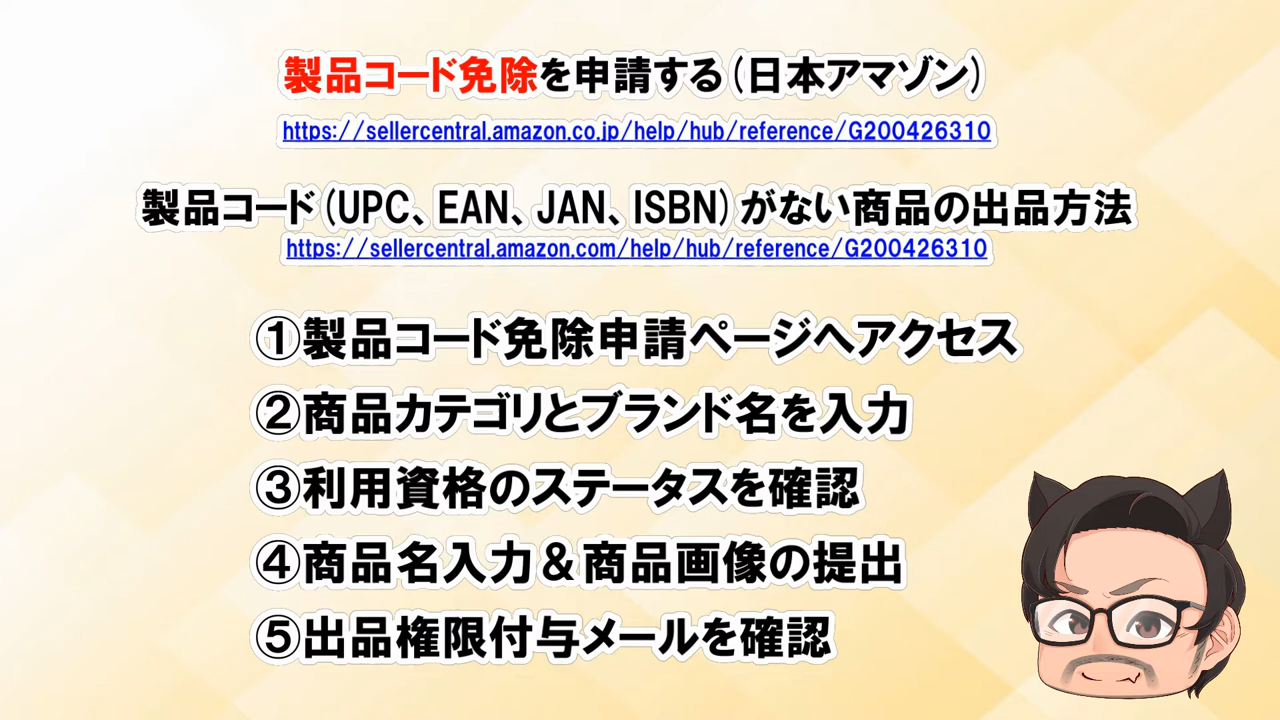 製品コード免除を申請する(日本アマゾン)
https://sellercentral.amazon.co.jp/help/hub/reference/G200426310
製品コード(UPC、EAN、JAN、ISBN)がない商品の出品方法
https://sellercentral.amazon.com/help/hub/reference/G200426310
①製品コード免除申請ページへアクセス
②商品カテゴリとブランド名を入力
③利用資格のステータスを確認
④商品名入力&商品画像の提出
⑤出品権限付与メールを確認